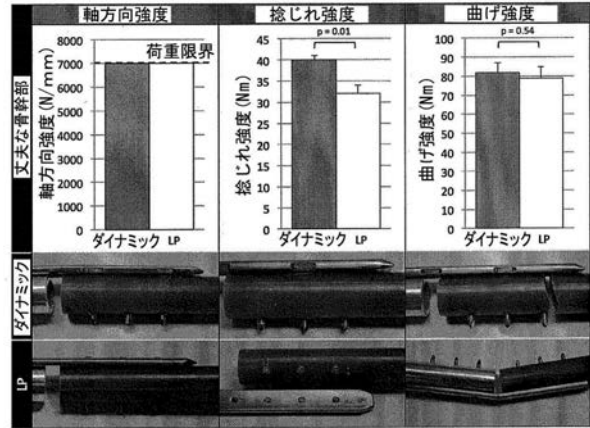 軸方向強度
捻じれ強度
曲げ強度
丈夫な骨幹部
軸方向強度(N/mm)
8000
7000
6000
5000
4000
3000
2000
1000
0
荷重限界
ダイナミック LP
捻じれ強度(Nm)
45
40
35
30
25
20
15
10
5
0
p = 0.01
ダイナミック LP
曲げ強度(Nm)
100
90
80
70
60
50
40
30
20
10
0
p = 0.54
ダイナミック LP
ダイナミック
LP